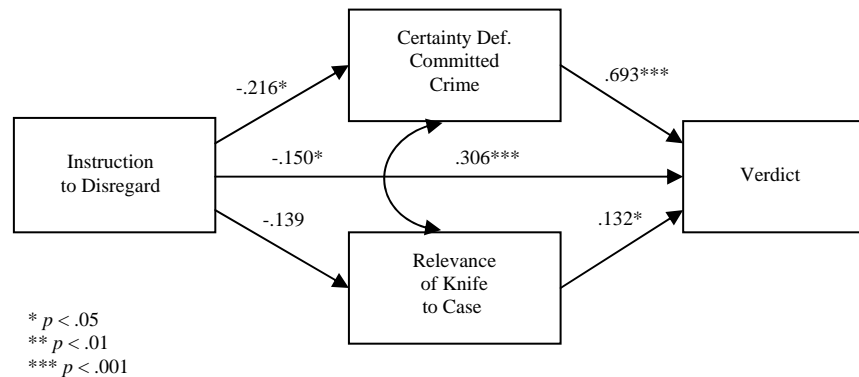 Certainty Def.
Committed
Crime
-.216*
.693***
Instruction
to Disregard
-.150*
.306***
Verdict
-.139
.132*
Relevance
of Knife
to Case
* p < .05
** p < .01
*** p < .001